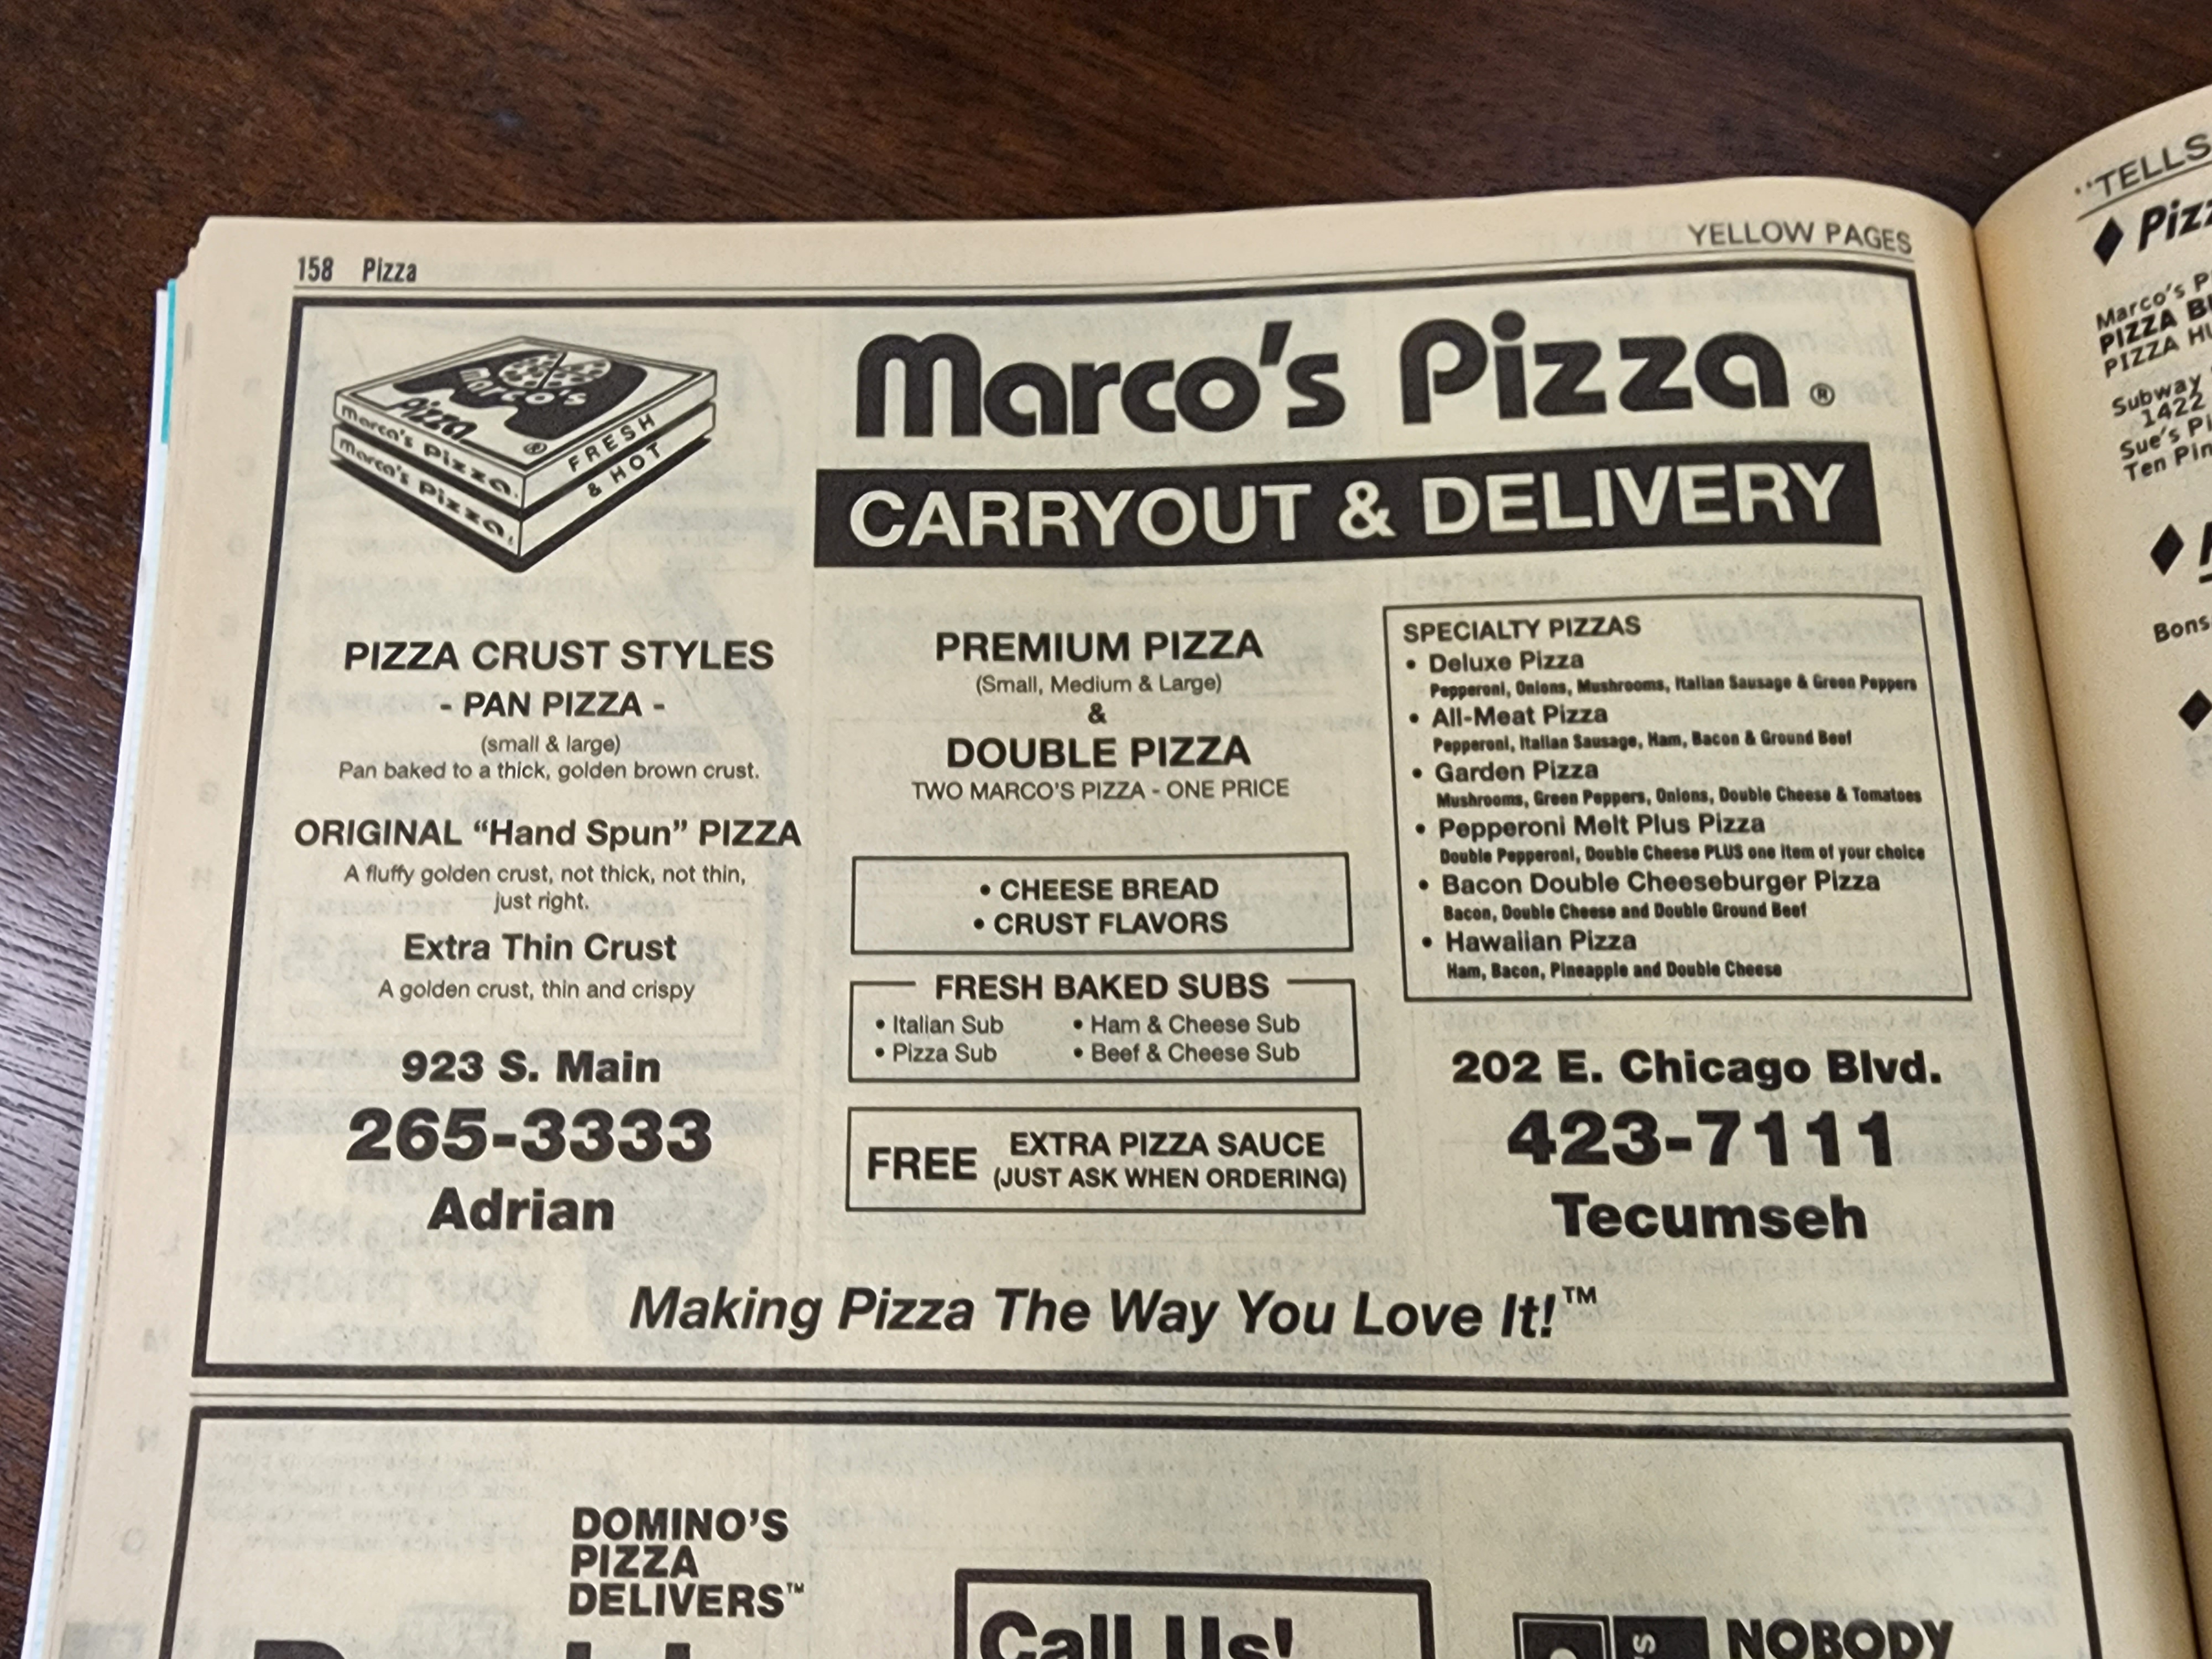 158 Pizza
YELLOW PAGES
marco's
Pizza ®
Marco's Pizza.
Marco's Pizza.
FRESH
& HOT
Marco's Pizza ®
CARRYOUT & DELIVERY
PIZZA CRUST STYLES
- PAN PIZZA -
(small & large)
Pan baked to a thick, golden brown crust.
ORIGINAL “Hand Spun” PIZZA
A fluffy golden crust, not thick, not thin,
just right.
Extra Thin Crust
A golden crust, thin and crispy
923 S. Main
265-3333
Adrian
PREMIUM PIZZA
(Small, Medium & Large)
&
DOUBLE PIZZA
TWO MARCO'S PIZZA - ONE PRICE
• CHEESE BREAD
• CRUST FLAVORS
FRESH BAKED SUBS
• Italian Sub • Ham & Cheese Sub
• Pizza Sub • Beef & Cheese Sub
FREE EXTRA PIZZA SAUCE
(JUST ASK WHEN ORDERING)
SPECIALTY PIZZAS
• Deluxe Pizza
Pepperoni, Onions, Mushrooms, Italian Sausage & Green Peppers
• All-Meat Pizza
Pepperoni, Italian Sausage, Ham, Bacon & Ground Beef
• Garden Pizza
Mushrooms, Green Peppers, Onions, Double Cheese & Tomatoes
• Pepperoni Melt Plus Pizza
Double Pepperoni, Double Cheese PLUS one item of your choice
• Bacon Double Cheeseburger Pizza
Bacon, Double Cheese and Double Ground Beef
• Hawaiian Pizza
Ham, Bacon, Pineapple and Double Cheese
202 E. Chicago Blvd.
423-7111
Tecumseh
Making Pizza The Way You Love It!™
DOMINO'S
PIZZA
DELIVERS™
Call Us!
NOBODY
“TELLS
Marco's
PIZZA
PIZZA
Subway
1422
Sue's
Ten Pin
Bons